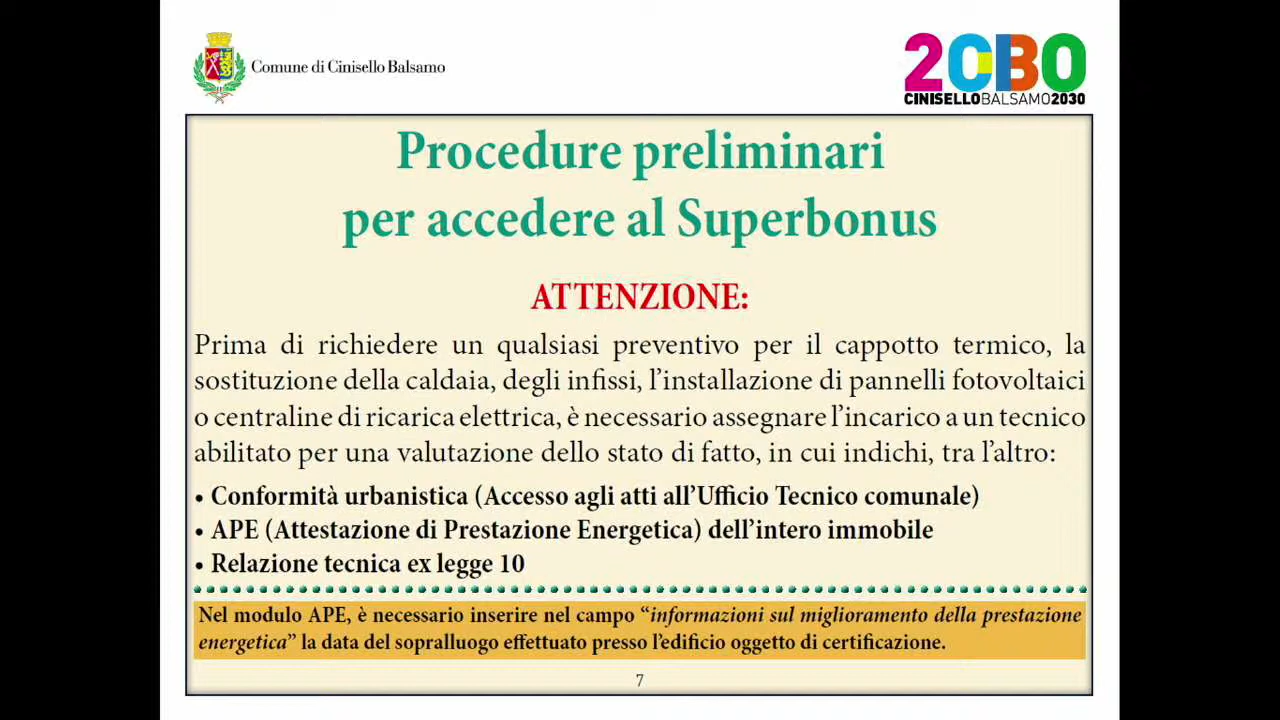 Comune di Cinisello Balsamo
2CB0
CINISELLOBALSAMO2030
Procedure preliminari
per accedere al Superbonus
ATTENZIONE:
Prima di richiedere un qualsiasi preventivo per il cappotto termico, la
sostituzione della caldaia, degli infissi, l’installazione di pannelli fotovoltaici
o centraline di ricarica elettrica, è necessario assegnare l’incarico a un tecnico
abilitato per una valutazione dello stato di fatto, in cui indichi, tra l’altro:
• Conformità urbanistica (Accesso agli atti all’Ufficio Tecnico comunale)
• APE (Attestazione di Prestazione Energetica) dell’intero immobile
• Relazione tecnica ex legge 10
Nel modulo APE, è necessario inserire nel campo “informazioni sul miglioramento della prestazione
energetica” la data del sopralluogo effettuato presso l’edificio oggetto di certificazione.
7